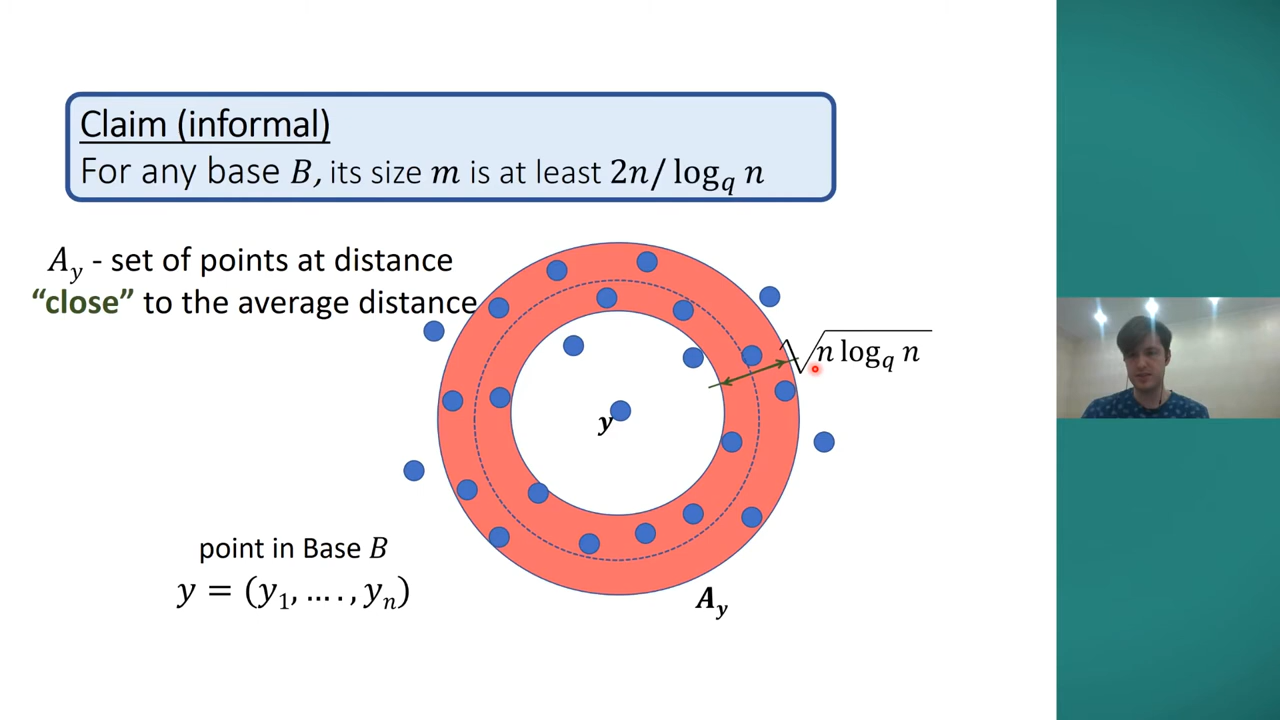 Claim (informal)
For any base B, its size m is at least 2n/ log_q n
A_y - set of points at distance
“close” to the average distance
√(n log_q n)
y
point in Base B
y = (y_1, … . , y_n)
A_y